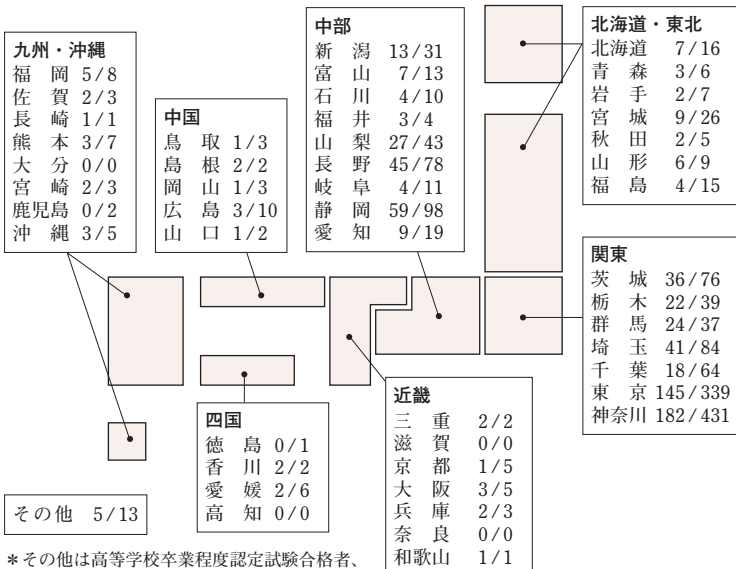 九州・沖縄
福　岡 5/8
佐　賀 2/3
長　崎 1/1
熊　本 3/7
大　分 0/0
宮　崎 2/3
鹿児島 0/2
沖　縄 3/5
中国
鳥　取 1/3
島　根 2/2
岡　山 1/3
広　島 3/10
山　口 1/2
中部
新　潟 13/31
富　山 7/13
石　川 4/10
福　井 3/4
山　梨 27/43
長　野 45/78
岐　阜 4/11
静　岡 59/98
愛　知 9/19
北海道・東北
北海道 7/16
青　森 3/6
岩　手 2/7
宮　城 9/26
秋　田 2/5
山　形 6/9
福　島 4/15
関東
茨　城 36/76
栃　木 22/39
群　馬 24/37
埼　玉 41/84
千　葉 18/64
東　京 145/339
神奈川 182/431
四国
徳　島 0/1
香　川 2/2
愛　媛 2/6
高　知 0/0
近畿
三　重 2/2
滋　賀 0/0
京　都 1/5
大　阪 3/5
兵　庫 2/3
奈　良 0/0
和歌山 1/1
その他 5/13
＊その他は高等学校卒業程度認定試験合格者、